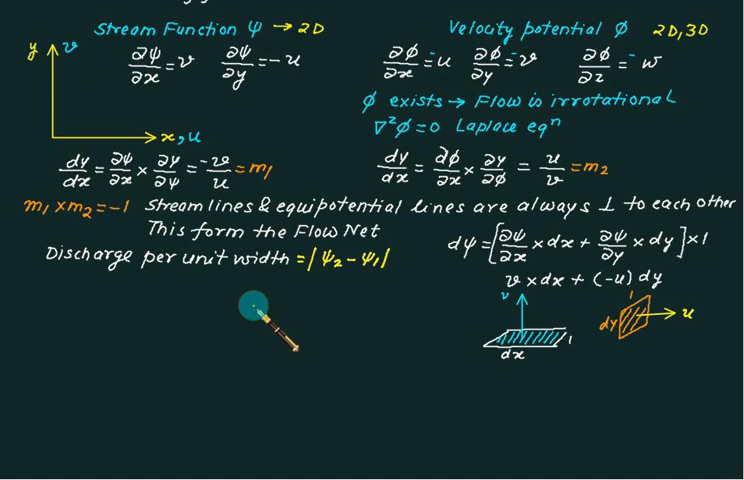 Stream Function ψ → 2D
∂ψ/∂x = v   ∂ψ/∂y = -u
y   v
x, u
Velocity potential ϕ   2D, 3D
∂ϕ/∂x = -u   ∂ϕ/∂y = -v   ∂ϕ/∂z = -w
ϕ exists → Flow is irrotational
∇²ϕ = 0 Laplace eqⁿ
dy/dx = ∂ψ/∂x × ∂y/∂ψ = -v/u = m₁
dy/dx = ∂ϕ/∂x × ∂y/∂ϕ = u/v = m₂
m₁ × m₂ = -1 Streamlines & equipotential lines are always ⊥ to each other
This form the Flow Net
Discharge per unit width = |ψ₂ - ψ₁|
dψ = [∂ψ/∂x × dx + ∂ψ/∂y × dy] × 1
v × dx + (-u) dy
v
dx
1
dy
1
u